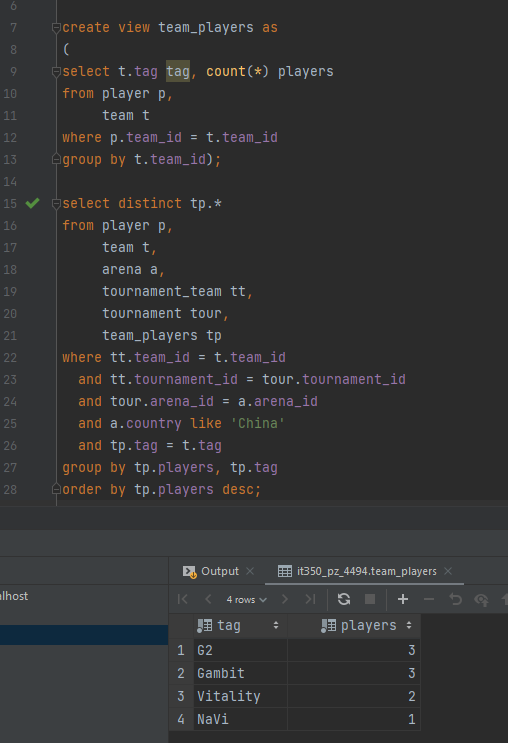 6
7 create view team_players as
8 (
9 select t.tag tag, count(*) players
10 from player p,
11      team t
12 where p.team_id = t.team_id
13 group by t.team_id);
14
15 select distinct tp.*
16 from player p,
17      team t,
18      arena a,
19      tournament_team tt,
20      tournament tour,
21      team_players tp
22 where tt.team_id = t.team_id
23   and tt.tournament_id = tour.tournament_id
24   and tour.arena_id = a.arena_id
25   and a.country like 'China'
26   and tp.tag = t.tag
27 group by tp.players, tp.tag
28 order by tp.players desc;
Output it350_pz_4494.team_players
alhost
4 rows
tag players
1 G2 3
2 Gambit 3
3 Vitality 2
4 NaVi 1